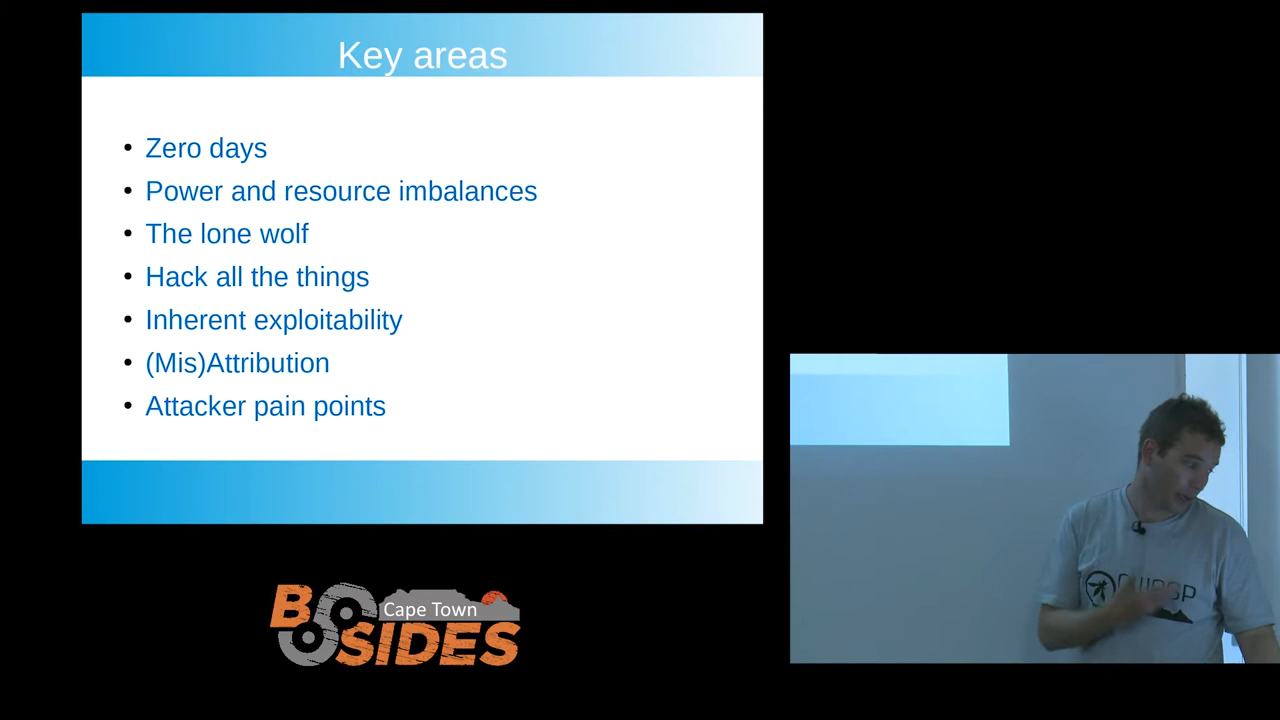 Key areas
Zero days
Power and resource imbalances
The lone wolf
Hack all the things
Inherent exploitability
(Mis)Attribution
Attacker pain points
BSIDES
Cape Town